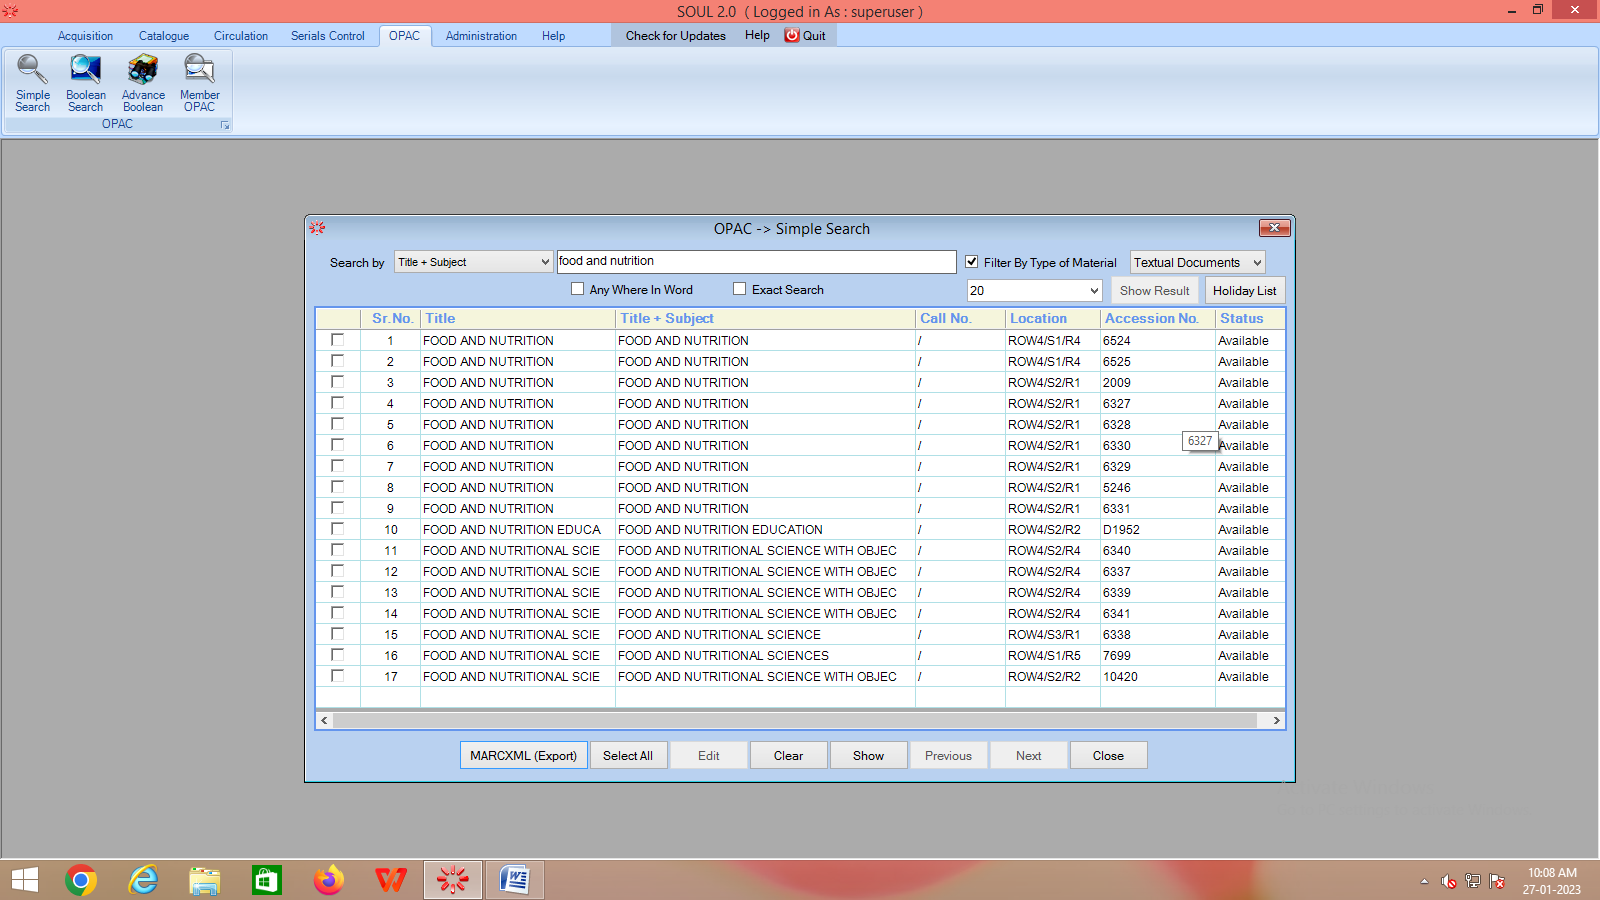 SOUL 2.0 ( Logged in As : superuser )
Acquisition Catalogue Circulation Serials Control OPAC Administration Help Check for Updates Help Quit
Simple Search Boolean Search Advance Boolean Member OPAC
OPAC
OPAC -> Simple Search
Search by Title + Subject food and nutrition Filter By Type of Material Textual Documents
Any Where In Word Exact Search 20 Show Result Holiday List
Sr.No. Title Title + Subject Call No. Location Accession No. Status
1 FOOD AND NUTRITION FOOD AND NUTRITION / ROW4/S1/R4 6524 Available
2 FOOD AND NUTRITION FOOD AND NUTRITION / ROW4/S1/R4 6525 Available
3 FOOD AND NUTRITION FOOD AND NUTRITION / ROW4/S2/R1 2009 Available
4 FOOD AND NUTRITION FOOD AND NUTRITION / ROW4/S2/R1 6327 Available
5 FOOD AND NUTRITION FOOD AND NUTRITION / ROW4/S2/R1 6328 Available
6327
6 FOOD AND NUTRITION FOOD AND NUTRITION / ROW4/S2/R1 6330 Available
7 FOOD AND NUTRITION FOOD AND NUTRITION / ROW4/S2/R1 6329 Available
8 FOOD AND NUTRITION FOOD AND NUTRITION / ROW4/S2/R1 5246 Available
9 FOOD AND NUTRITION FOOD AND NUTRITION / ROW4/S2/R1 6331 Available
10 FOOD AND NUTRITION EDUCA FOOD AND NUTRITION EDUCATION / ROW4/S2/R2 D1952 Available
11 FOOD AND NUTRITIONAL SCIE FOOD AND NUTRITIONAL SCIENCE WITH OBJEC / ROW4/S2/R4 6340 Available
12 FOOD AND NUTRITIONAL SCIE FOOD AND NUTRITIONAL SCIENCE WITH OBJEC / ROW4/S2/R4 6337 Available
13 FOOD AND NUTRITIONAL SCIE FOOD AND NUTRITIONAL SCIENCE WITH OBJEC / ROW4/S2/R4 6339 Available
14 FOOD AND NUTRITIONAL SCIE FOOD AND NUTRITIONAL SCIENCE WITH OBJEC / ROW4/S2/R4 6341 Available
15 FOOD AND NUTRITIONAL SCIE FOOD AND NUTRITIONAL SCIENCE / ROW4/S3/R1 6338 Available
16 FOOD AND NUTRITIONAL SCIE FOOD AND NUTRITIONAL SCIENCES / ROW4/S1/R5 7699 Available
17 FOOD AND NUTRITIONAL SCIE FOOD AND NUTRITIONAL SCIENCE WITH OBJEC / ROW4/S2/R2 10420 Available
MARCXML (Export) Select All Edit Clear Show Previous Next Close
10:08 AM
27-01-2023